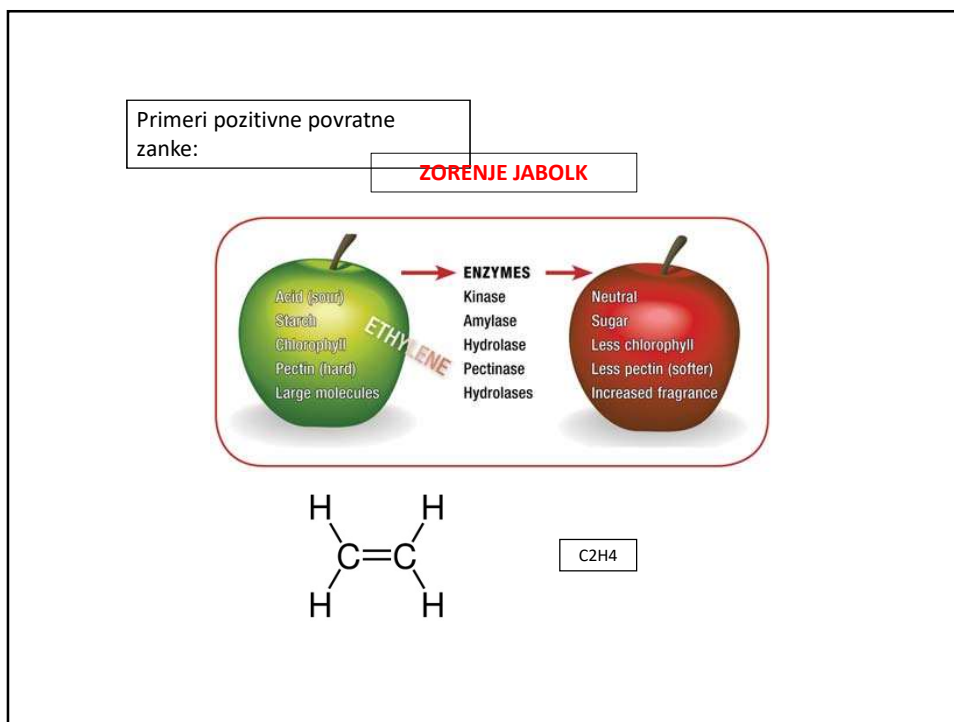 Primeri pozitivne povratne
zanke:
ZORENJE JABOLK
Acid (sour)
Starch
Chlorophyll
Pectin (hard)
Large molecules
ETHYLENE
ENZYMES
Kinase
Amylase
Hydrolase
Pectinase
Hydrolases
Neutral
Sugar
Less chlorophyll
Less pectin (softer)
Increased fragrance
H H
C=C
H H
C2H4